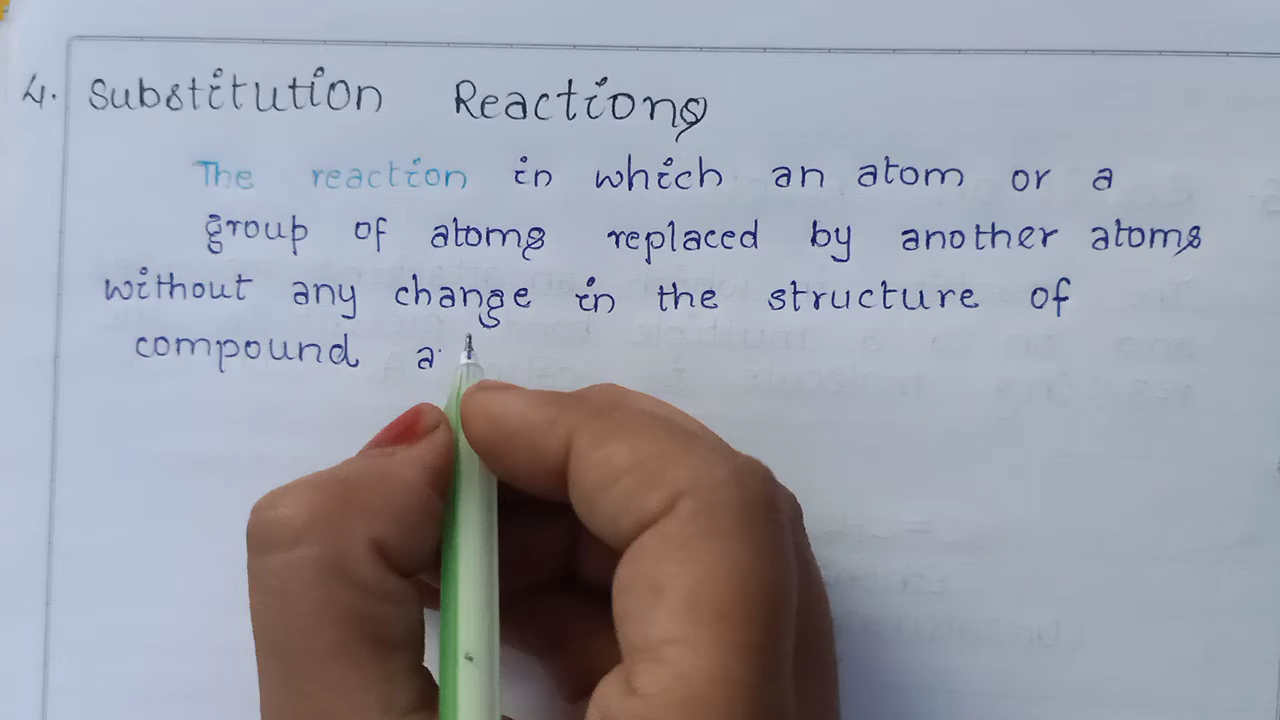 4. Substitution Reactions
The reaction in which an atom or a
group of atoms replaced by another atoms
without any change in the structure of
compound a